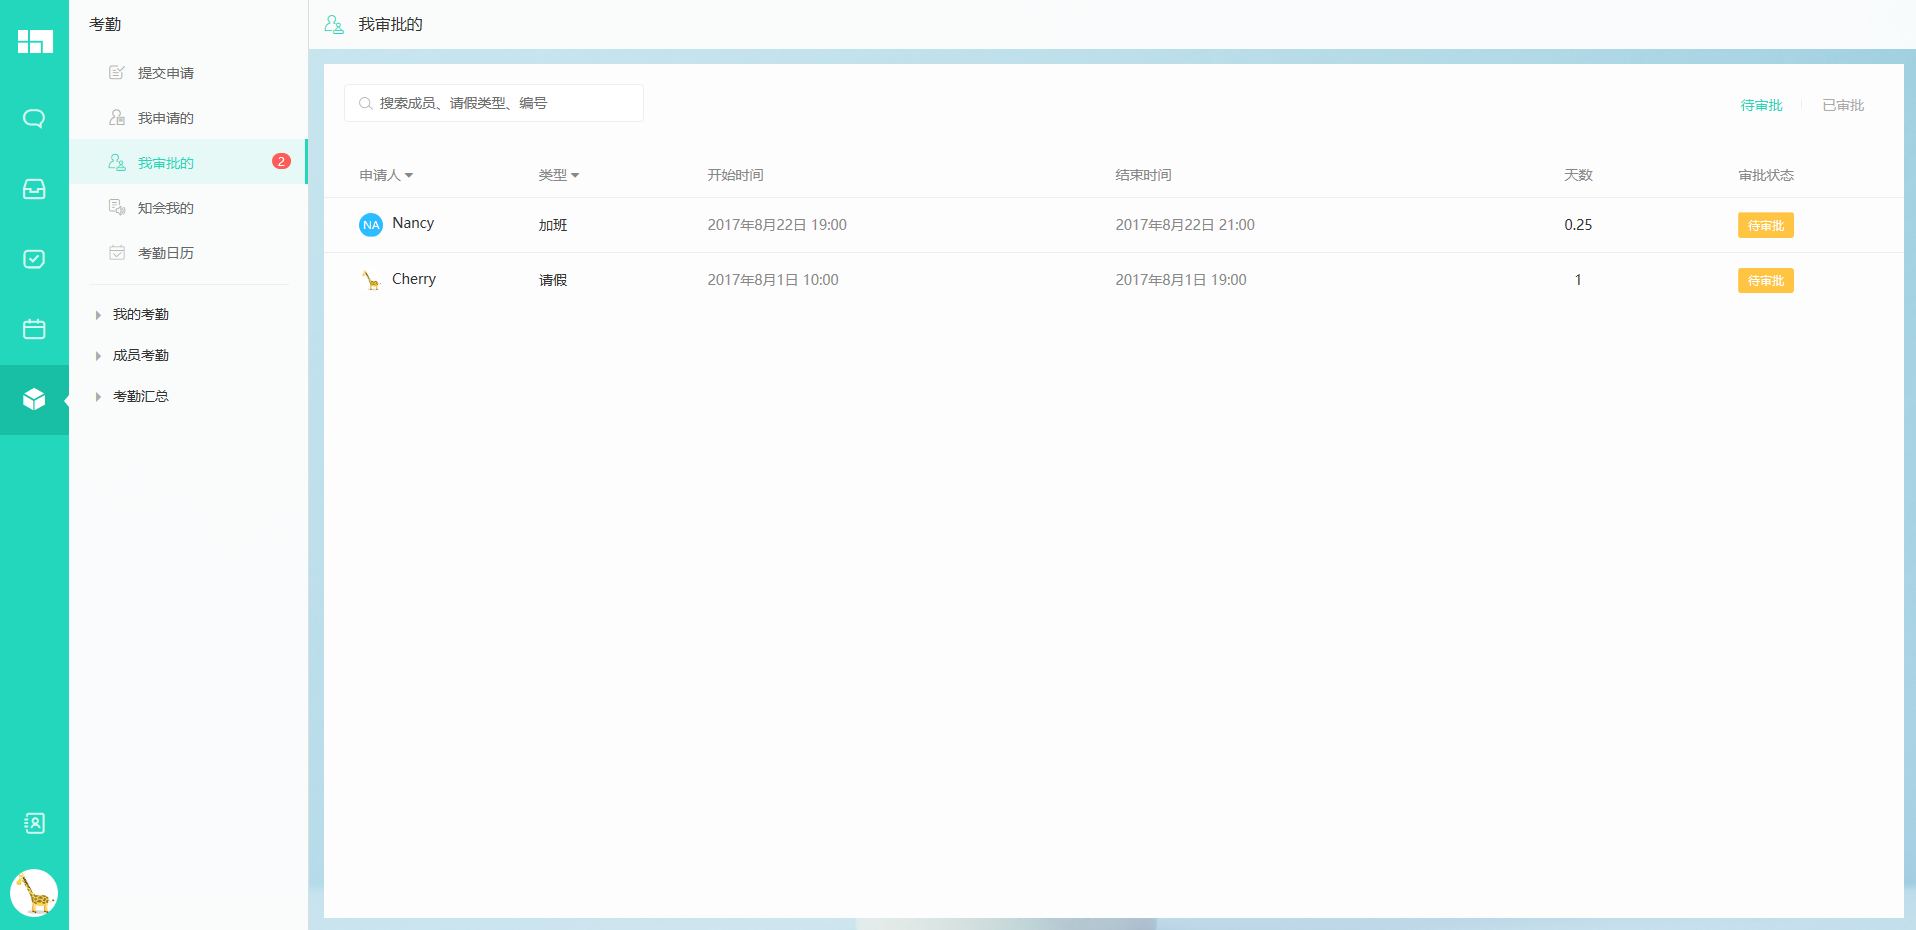 考勤
提交申请
我申请的
我审批的
2
知会我的
考勤日历
我的考勤
成员考勤
考勤汇总
我审批的
搜索成员、请假类型、编号
待审批
已审批
申请人 类型 开始时间 结束时间 天数 审批状态
NA Nancy 加班 2017年8月22日 19:00 2017年8月22日 21:00 0.25 待审批
Cherry 请假 2017年8月1日 10:00 2017年8月1日 19:00 1 待审批